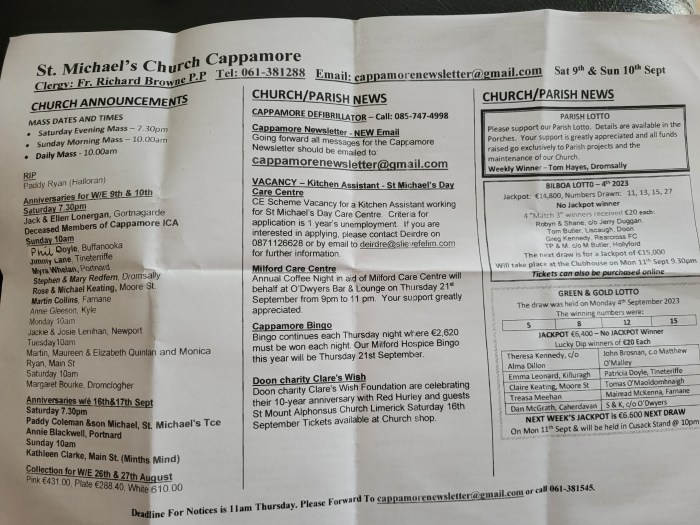 St. Michael's Church Cappamore
Clergy: Fr. Richard Browne P.P Tel: 061-381288 Email: cappamorenewsletter@gmail.com Sat 9th & Sun 10th Sept
CHURCH ANNOUNCEMENTS
MASS DATES AND TIMES
• Saturday Evening Mass – 7.30pm
• Sunday Morning Mass – 10.00am
• Daily Mass - 10.00am
RIP
Paddy Ryan (Halloran)
Anniversaries for W/E 9th & 10th
Saturday 7.30pm
Jack & Ellen Lonergan, Gortnagarde
Deceased Members of Cappamore ICA
Sunday 10am
Phil Doyle, Buffanooka
Jimmy Lane, Tineteriffe
Myra Whelan, Portnard
Stephen & Mary Redfern, Dromsally
Rose & Michael Keating, Moore St.
Martin Collins, Farnane
Annie Gleeson, Kyle
Monday 10am
Jackie & Josie Lenihan, Newport
Tuesday 10am
Martin, Maureen & Elizabeth Quinlan and Monica
Ryan, Main St
Saturday 10am
Margaret Bourke, Dromclogher
Anniversaries w/e 16th&17th Sept
Saturday 7.30pm
Paddy Coleman &son Michael, St. Michael's Tce
Annie Blackwell, Portnard
Sunday 10am
Kathleen Clarke, Main St. (Minths Mind)
Collection for W/E 26th & 27th August
Pink €431.00, Plate €288.40, White 610.00
CHURCH/PARISH NEWS
CAPPAMORE DEFIBRILLATOR – Call: 085-747-4998
Cappamore Newsletter - NEW Email
Going forward all messages for the Cappamore
Newsletter should be emailed to:
cappamorenewsletter@gmail.com
VACANCY – Kitchen Assistant - St Michael's Day
Care Centre
CE Scheme Vacancy for a Kitchen Assistant working
for St Michael's Day Care Centre. Criteria for
application is 1 year's unemployment. If you are
interested in applying, please contact Deirdre on
0871126628 or by email to deirdre@slievefelim.com
for further information.
Milford Care Centre
Annual Coffee Night in aid of Milford Care Centre will
behalf at O'Dwyers Bar & Lounge on Thursday 21st
September from 9pm to 11 pm. Your support greatly
appreciated.
Cappamore Bingo
Bingo continues each Thursday night where €2,620
must be won each night. Our Milford Hospice Bingo
this year will be Thursday 21st September.
Doon charity Clare's Wish
Doon charity Clare's Wish Foundation are celebrating
their 10-year anniversary with Red Hurley and guests
St Mount Alphonsus Church Limerick Saturday 16th
September Tickets available at Church shop.
CHURCH/PARISH NEWS
PARISH LOTTO
Please support our Parish Lotto. Details are available in the
Porches. Your support is greatly appreciated and all funds
raised go exclusively to Parish projects and the
maintenance of our Church.
Weekly Winner - Tom Hayes, Dromsally
BILBOA LOTTO – 4th 2023
Jackpot: €14,800, Numbers Drawn: 11, 13, 15, 27
No Jackpot winner
4 "Match 3" winners received €20 each:
Robyn & Shane, c/o Jerry Duggan,
Tom Butler, Liscaugh, Doon
Greg Kennedy, Rearcross FC
TP & M, c/o M Butler, Hollyford
The next draw is for a Jackpot of €15,000
Will take place at the Clubhouse on Mon 11th Sept 9.30pm
Tickets can also be purchased online
GREEN & GOLD LOTTO
The draw was held on Monday 4th September 2023
The winning numbers were:
5 8 12 15
JACKPOT €6,400 – No JACKPOT Winner
Lucky Dip winners of €20 Each
Theresa Kennedy, c/o John Brosnan, c.o Matthew
Alma Dillon O'Malley
Emma Leonard, Killuragh Patricia Doyle, Tineteriffe
Claire Keating, Moore St Tomas O'Maoldomhnaigh
Treasa Meehan Mairead McKenna, Farnane
Dan McGrath, Caherdavan S & K, c/o O'Dwyers
NEXT WEEK'S JACKPOT IS €6.600 NEXT DRAW
On Mon 11th Sept & will be held in Cusack Stand @ 10pm
Deadline For Notices is 11am Thursday. Please Forward To cappamorenewsletter@gmail.com or call 061-381545.